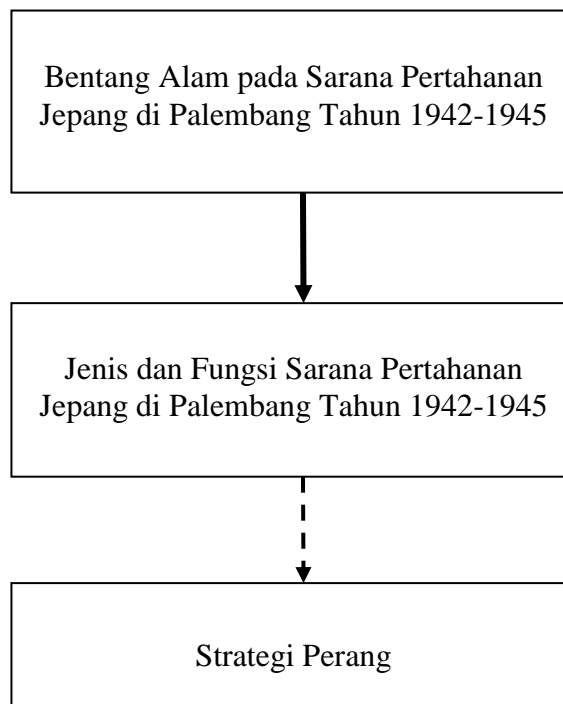 Bentang Alam pada Sarana Pertahanan
Jepang di Palembang Tahun 1942-1945
Jenis dan Fungsi Sarana Pertahanan
Jepang di Palembang Tahun 1942-1945
Strategi Perang